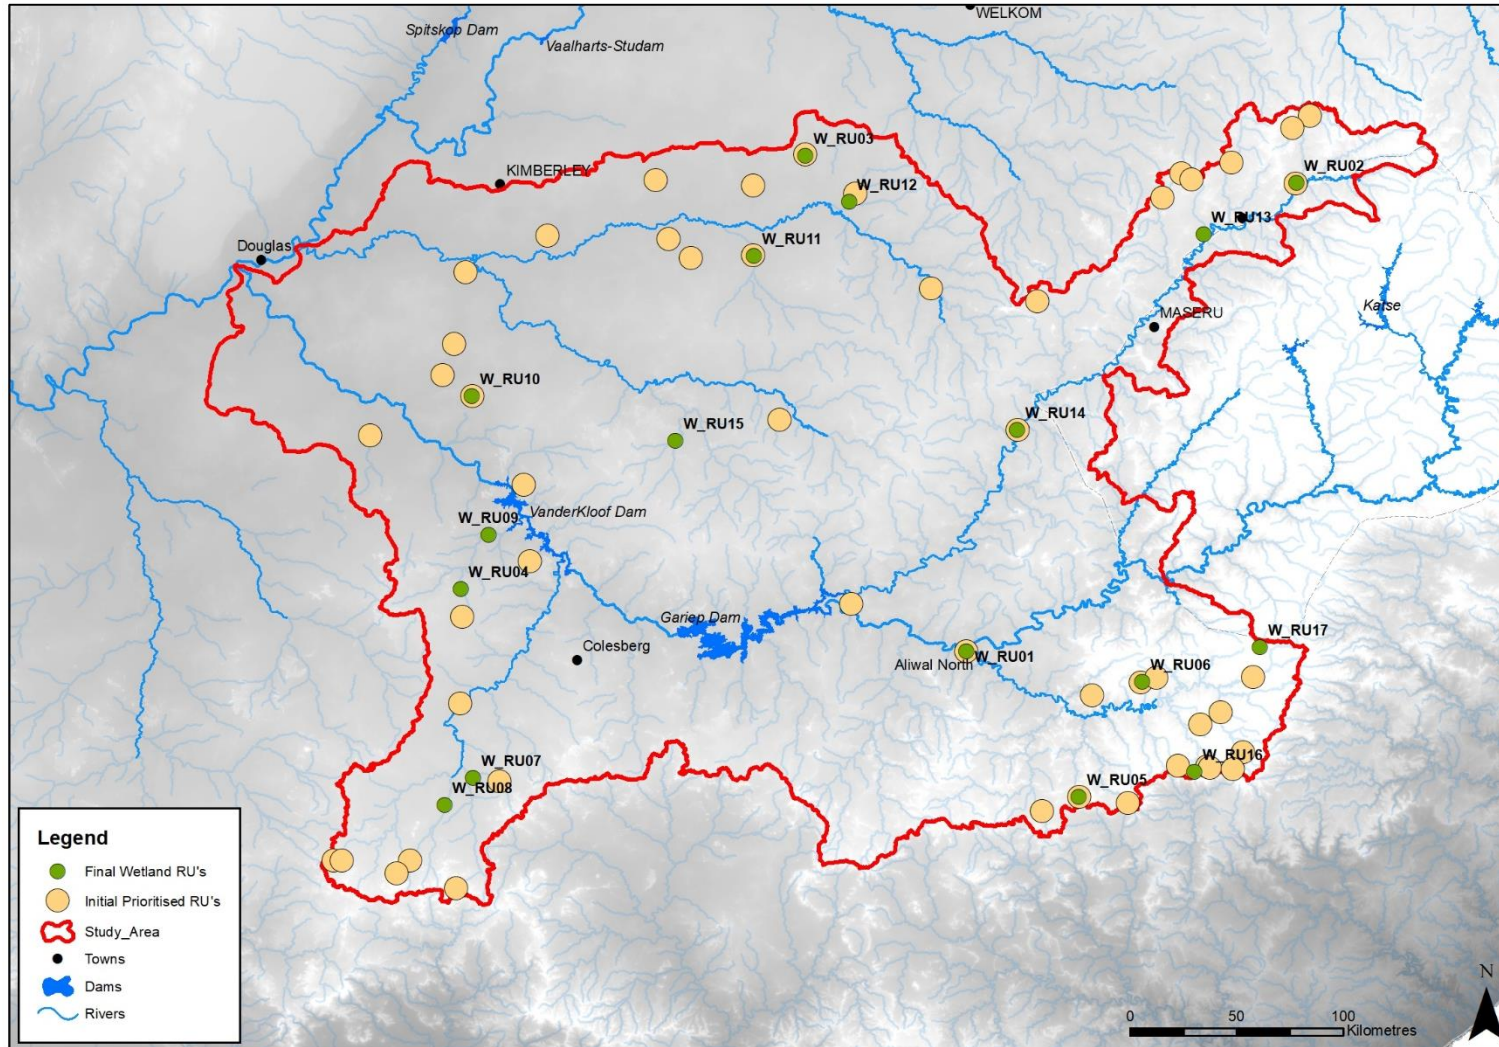 WELKOM
Spitskop Dam
Vaalharts-Studam
W_RU03
KIMBERLEY
W_RU02
W_RU12
W_RU13
Douglas
W_RU11
Katse
MASERU
W_RU10
W_RU14
W_RU15
VanderKloof Dam
W_RU09
W_RU04
Gariep Dam
W_RU17
Colesberg
W_RU01
Aliwal North
W_RU06
W_RU16
W_RU07
W_RU08
W_RU05
Legend
Final Wetland RU's
Initial Prioritised RU's
Study_Area
Towns
Dams
Rivers
N
0 50 100
Kilometres